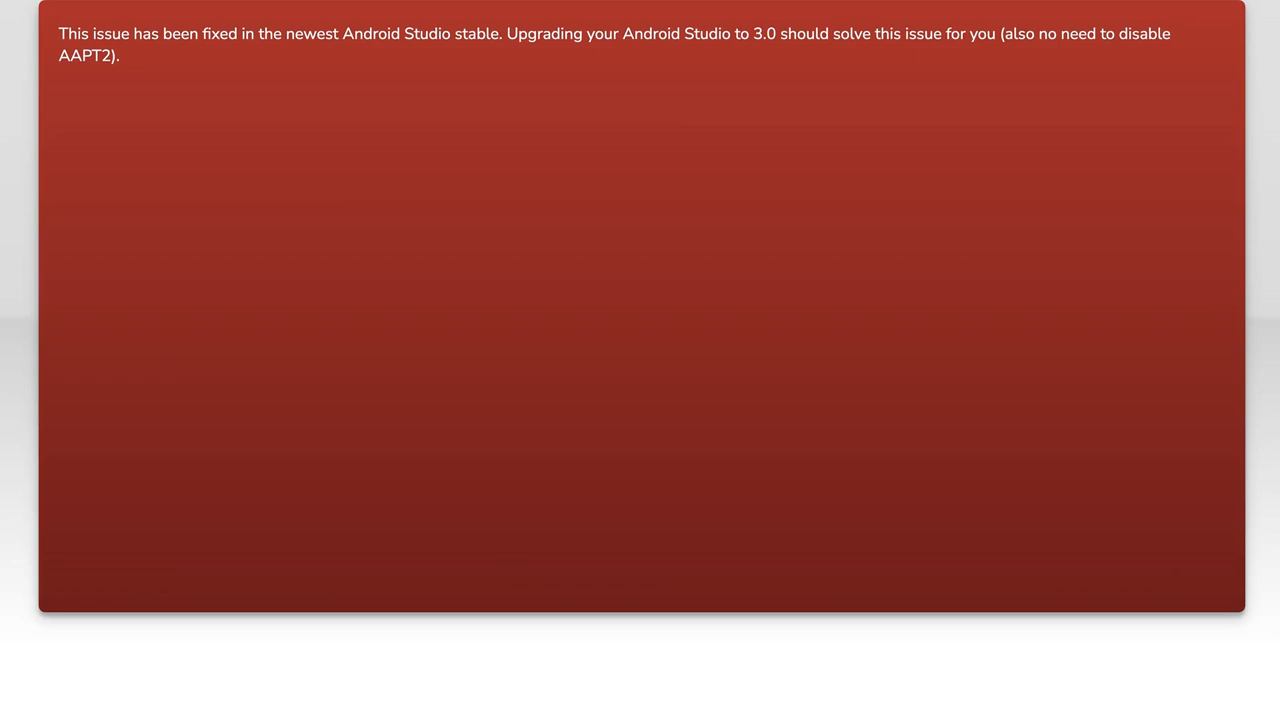 This issue has been fixed in the newest Android Studio stable. Upgrading your Android Studio to 3.0 should solve this issue for you (also no need to disable
AAPT2).